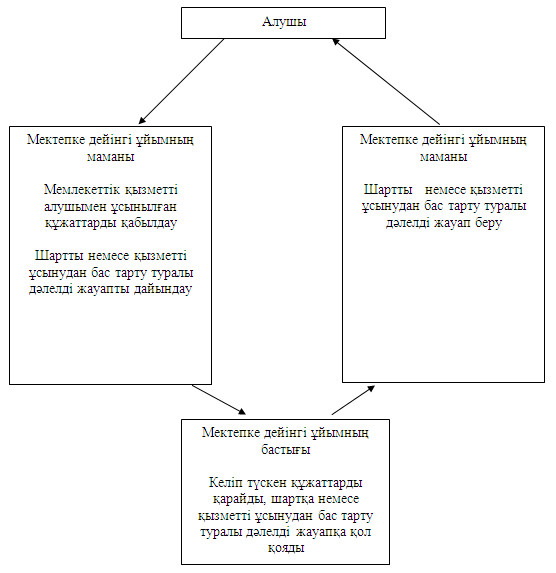 Алушы
Мектепке дейінгі ұйымның
маманы
Мемлекеттік қызметті
алушымен ұсынылған
құжаттарды қабылдау
Шартты немесе қызметті
ұсынудан бас тарту туралы
дәлелді жауапты дайындау
Мектепке дейінгі ұйымның
маманы
Шартты немесе қызметті
ұсынудан бас тарту туралы
дәлелді жауап беру
Мектепке дейінгі ұйымның
бастығы
Келіп түскен құжаттарды
қарайды, шартқа немесе
қызметті ұсынудан бас тарту
туралы дәлелді жауапқа қол
қояды